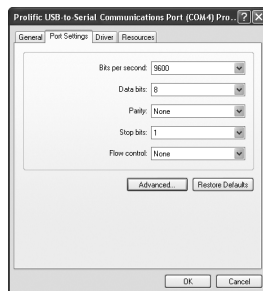 Prolific USB-to-Serial Communications Port (COM4) Pro...
General Port Settings Driver Resources
Bits per second: 9600
Data bits: 8
Parity: None
Stop bits: 1
Flow control: None
Advanced... Restore Defaults
OK Cancel